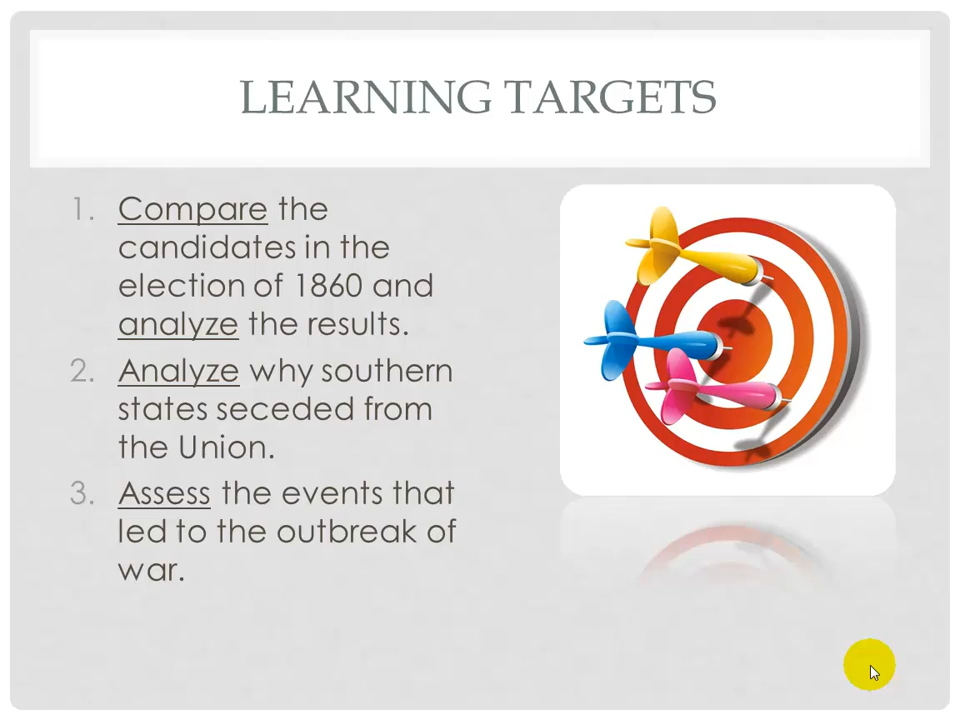 LEARNING TARGETS
1. Compare the
candidates in the
election of 1860 and
analyze the results.
2. Analyze why southern
states seceded from
the Union.
3. Assess the events that
led to the outbreak of
war.